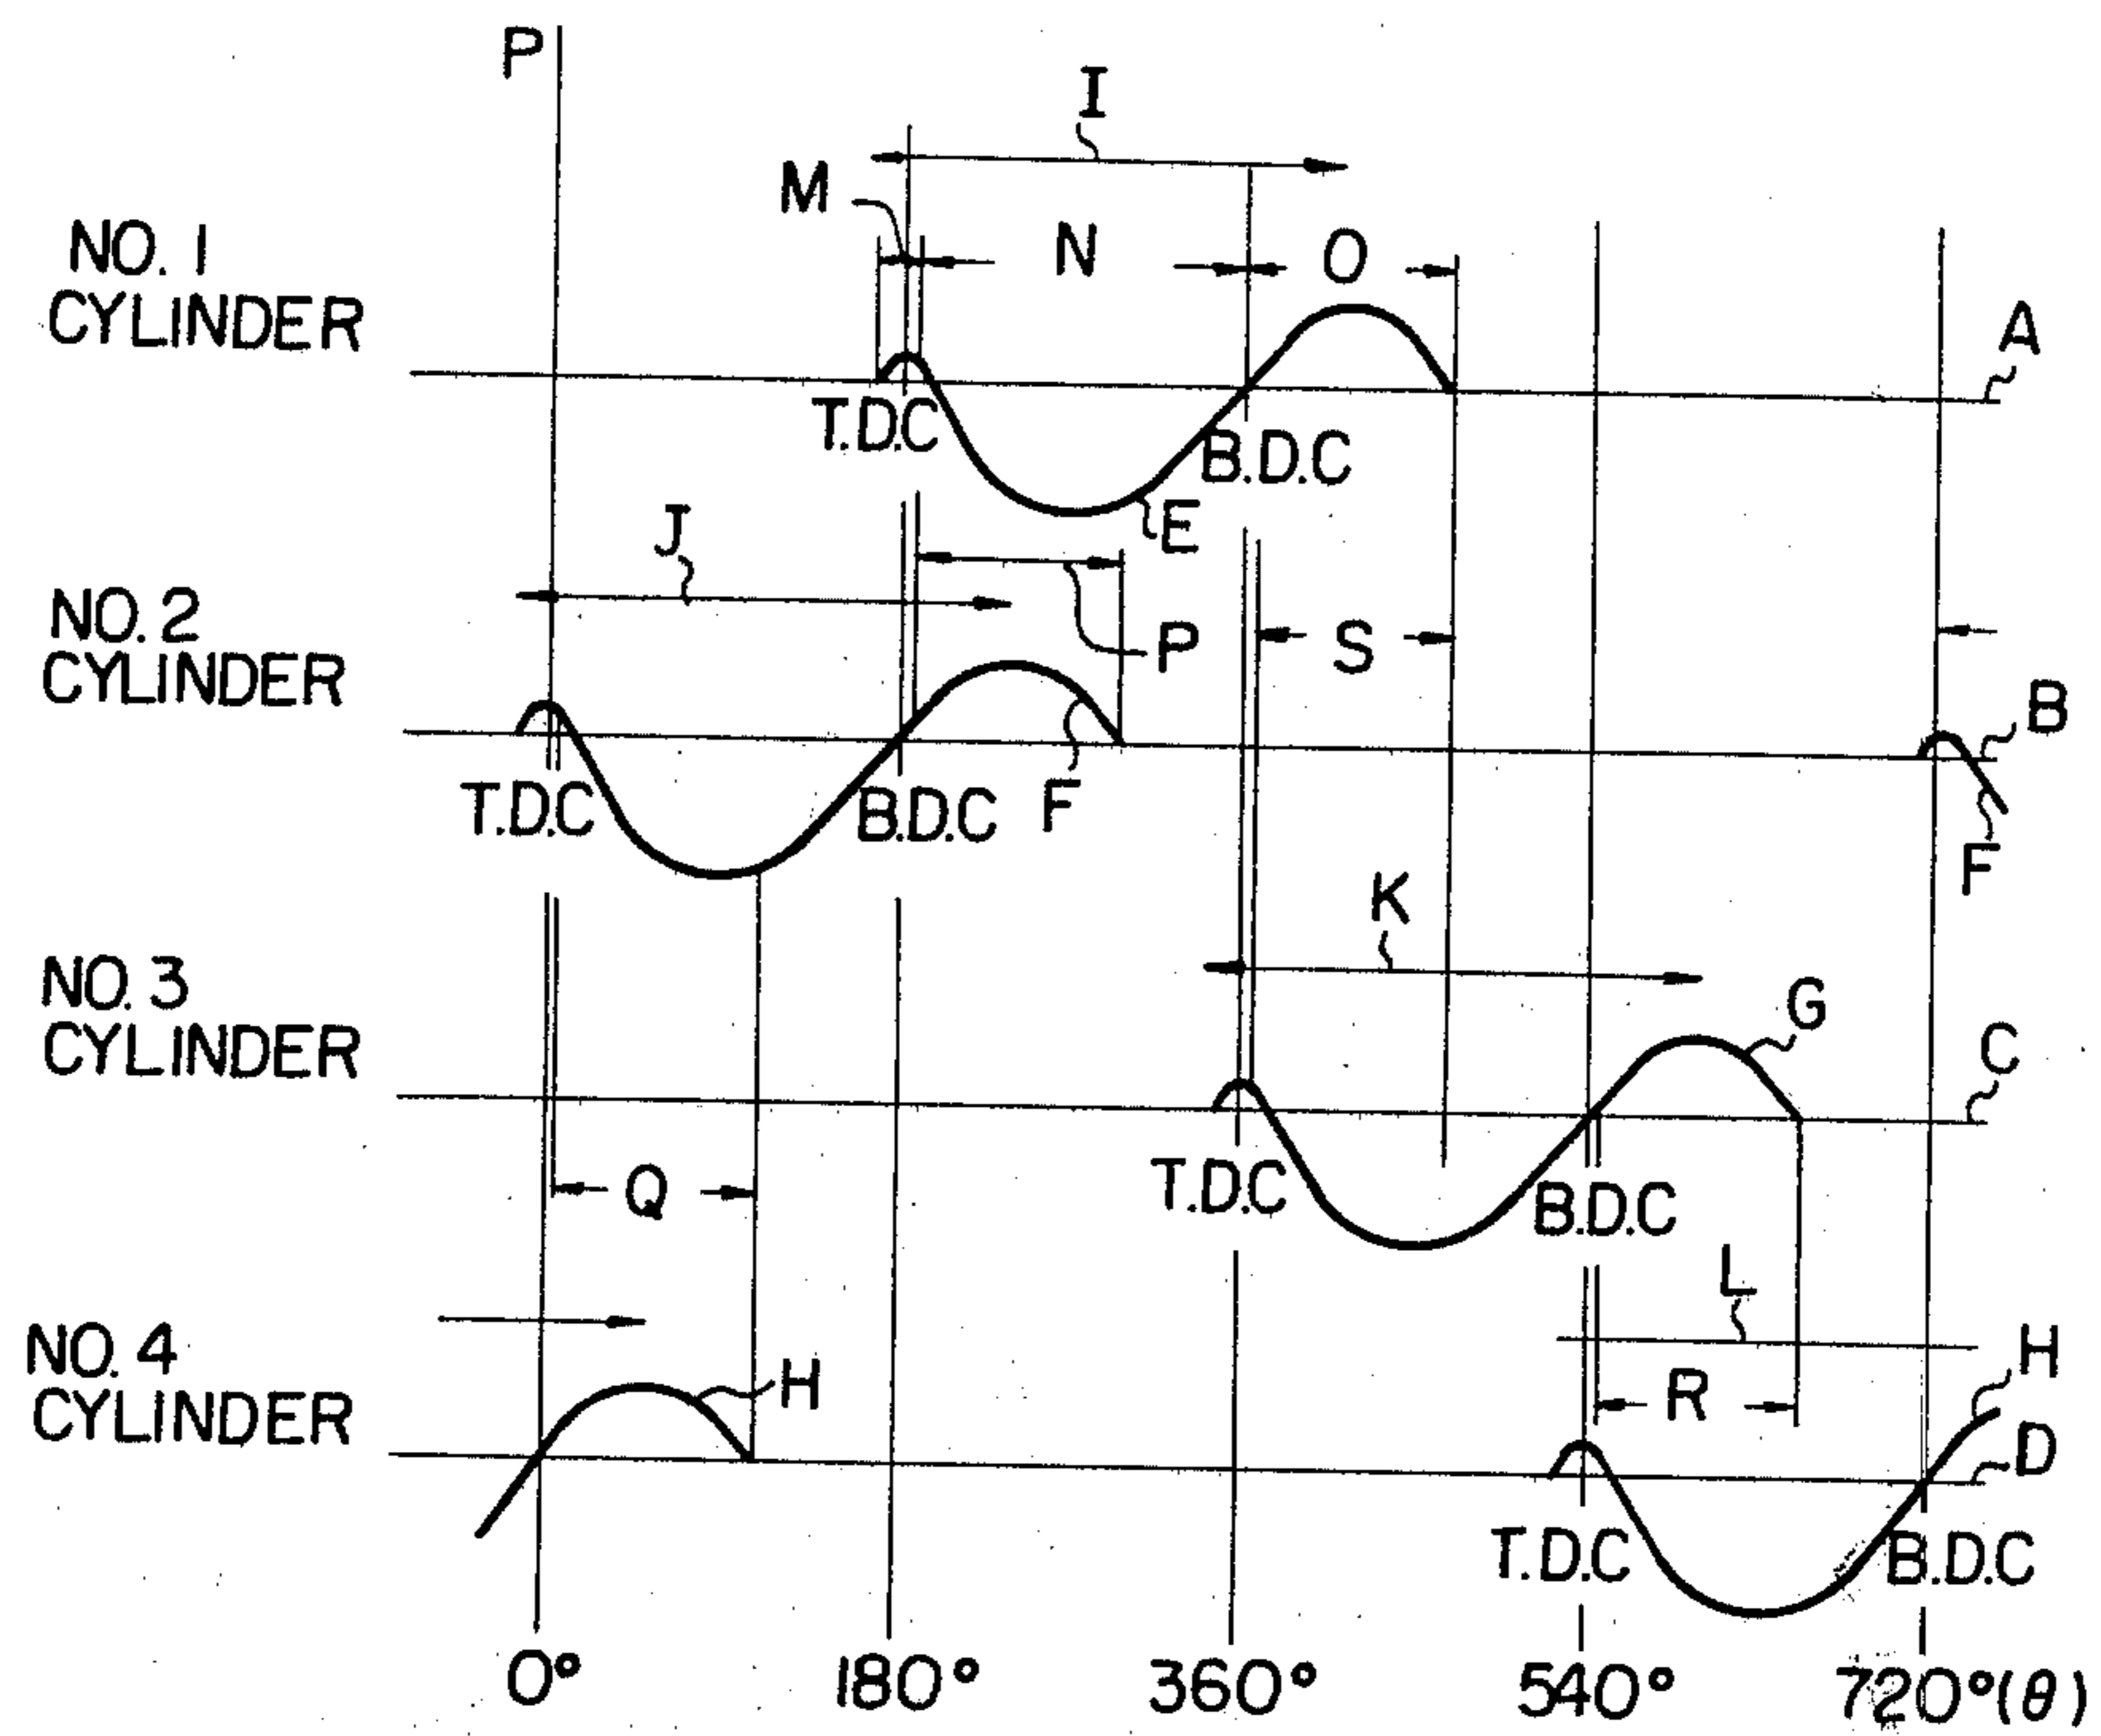 P
I
M
N
O
NO. 1
CYLINDER
A
T.D.C
B.D.C
E
J
P
S
NO. 2
CYLINDER
B
T.D.C
B.D.C
F
F
K
NO. 3
CYLINDER
G
C
Q
T.D.C
B.D.C
L
NO. 4
CYLINDER
H
R
H
D
T.D.C
B.D.C
0° 180° 360° 540° 720°(θ)